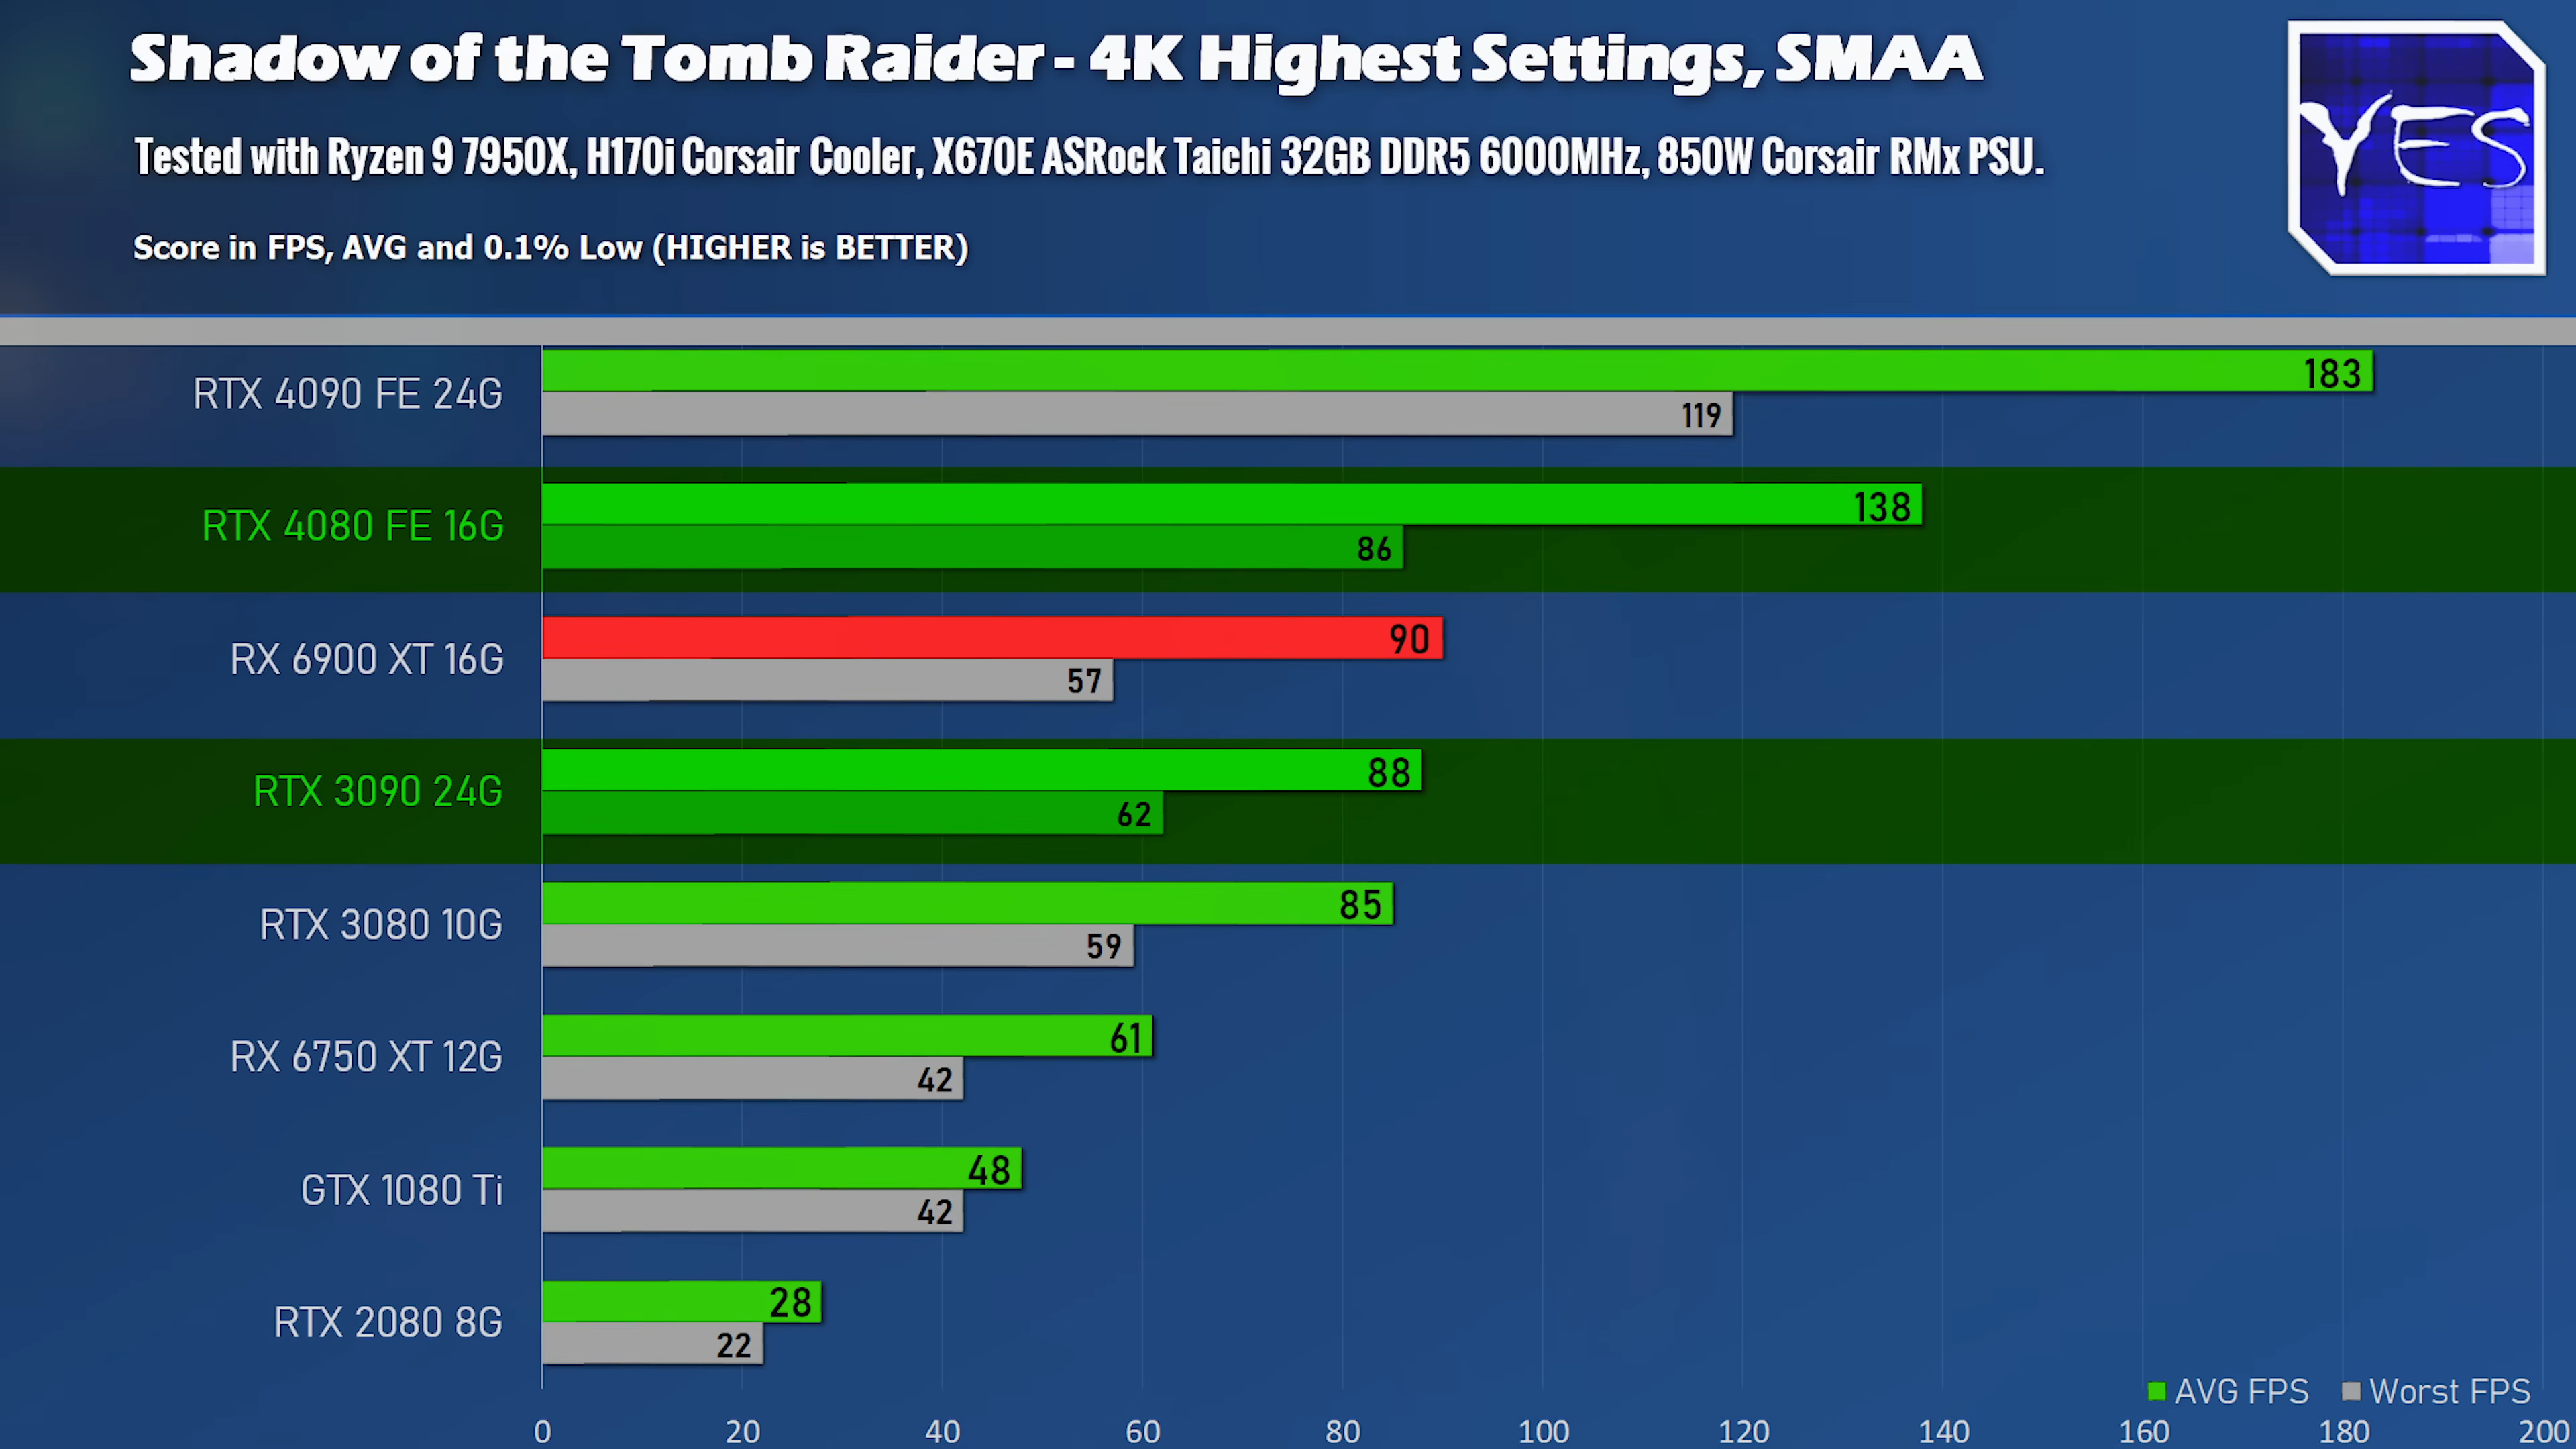 Shadow of the Tomb Raider - 4K Highest Settings, SMAA
YES
Tested with Ryzen 9 7950X, H170i Corsair Cooler, X670E ASRock Taichi 32GB DDR5 6000MHz, 850W Corsair RMx PSU.
Score in FPS, AVG and 0.1% Low (HIGHER is BETTER)
RTX 4090 FE 24G
183
119
RTX 4080 FE 16G
138
86
RX 6900 XT 16G
90
57
RTX 3090 24G
88
62
RTX 3080 10G
85
59
RX 6750 XT 12G
61
42
GTX 1080 Ti
48
42
RTX 2080 8G
28
22
AVG FPS Worst FPS
0 20 40 60 80 100 120 140 160 180 200